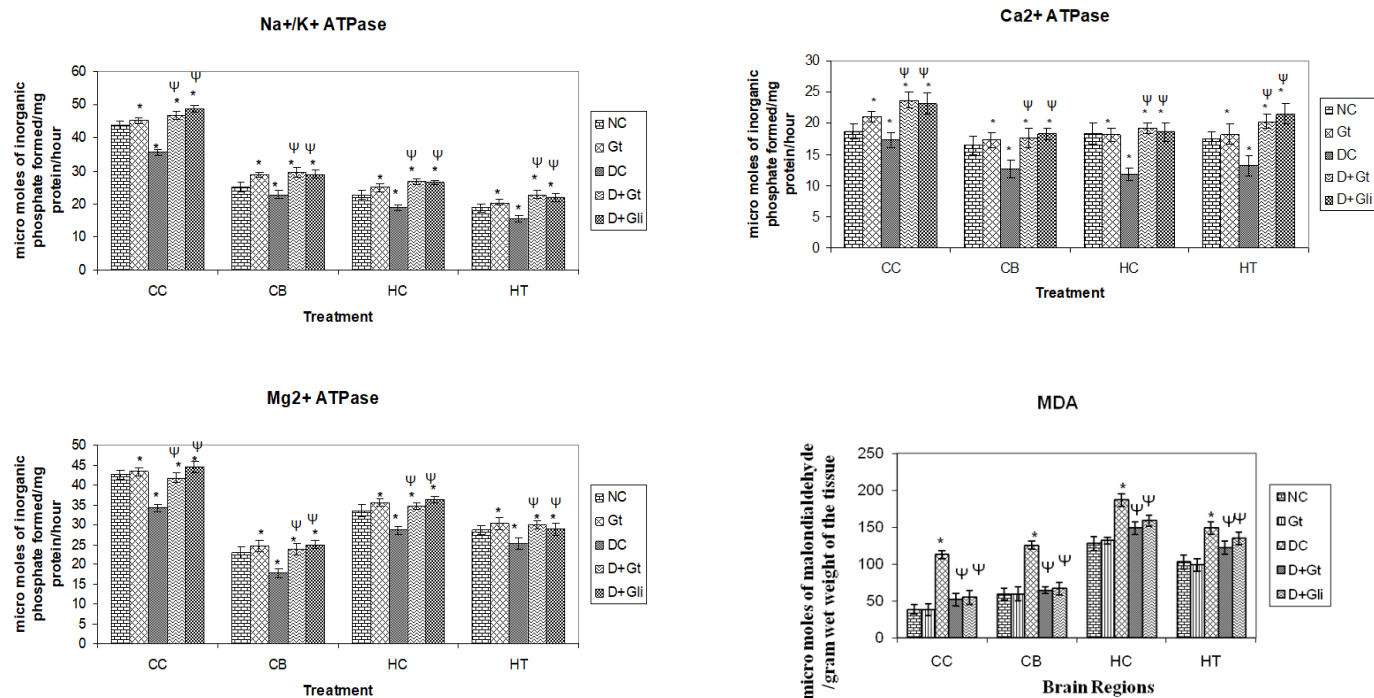 Na+/K+ ATPase
micro moles of inorganic
phosphate formed/mg
protein/hour
60
50
40
30
20
10
0
Ψ Ψ
* * * *
*
Ψ Ψ
* * * *
*
Ψ Ψ
* * * *
*
Ψ Ψ
* * * *
*
CC CB HC HT
Treatment
NC
Gt
DC
D+Gt
D+Gli
Ca2+ ATPase
micro moles of inorganic
phosphate formed/mg
protein/hour
30
25
20
15
10
5
0
Ψ Ψ
* * * *
Ψ Ψ
* * * *
Ψ Ψ
* * * *
Ψ Ψ
* * * *
CC CB HC HT
Treatment
NC
Gt
DC
D+Gt
D+Gli
Mg2+ ATPase
micro moles of inorganic
phosphate formed/mg
protein/hour
50
45
40
35
30
25
20
15
10
5
0
Ψ Ψ
* * * *
Ψ Ψ
* * * *
Ψ Ψ
* * * *
Ψ Ψ
* * * *
CC CB HC HT
Treatment
NC
Gt
DC
D+Gt
D+Gli
MDA
micro moles of malondialdehyde
/gram wet weight of the tissue
250
200
150
100
50
0
* Ψ Ψ
* Ψ Ψ
* Ψ Ψ
* Ψ Ψ
CC CB HC HT
Brain Regions
NC
Gt
DC
D+Gt
D+Gli